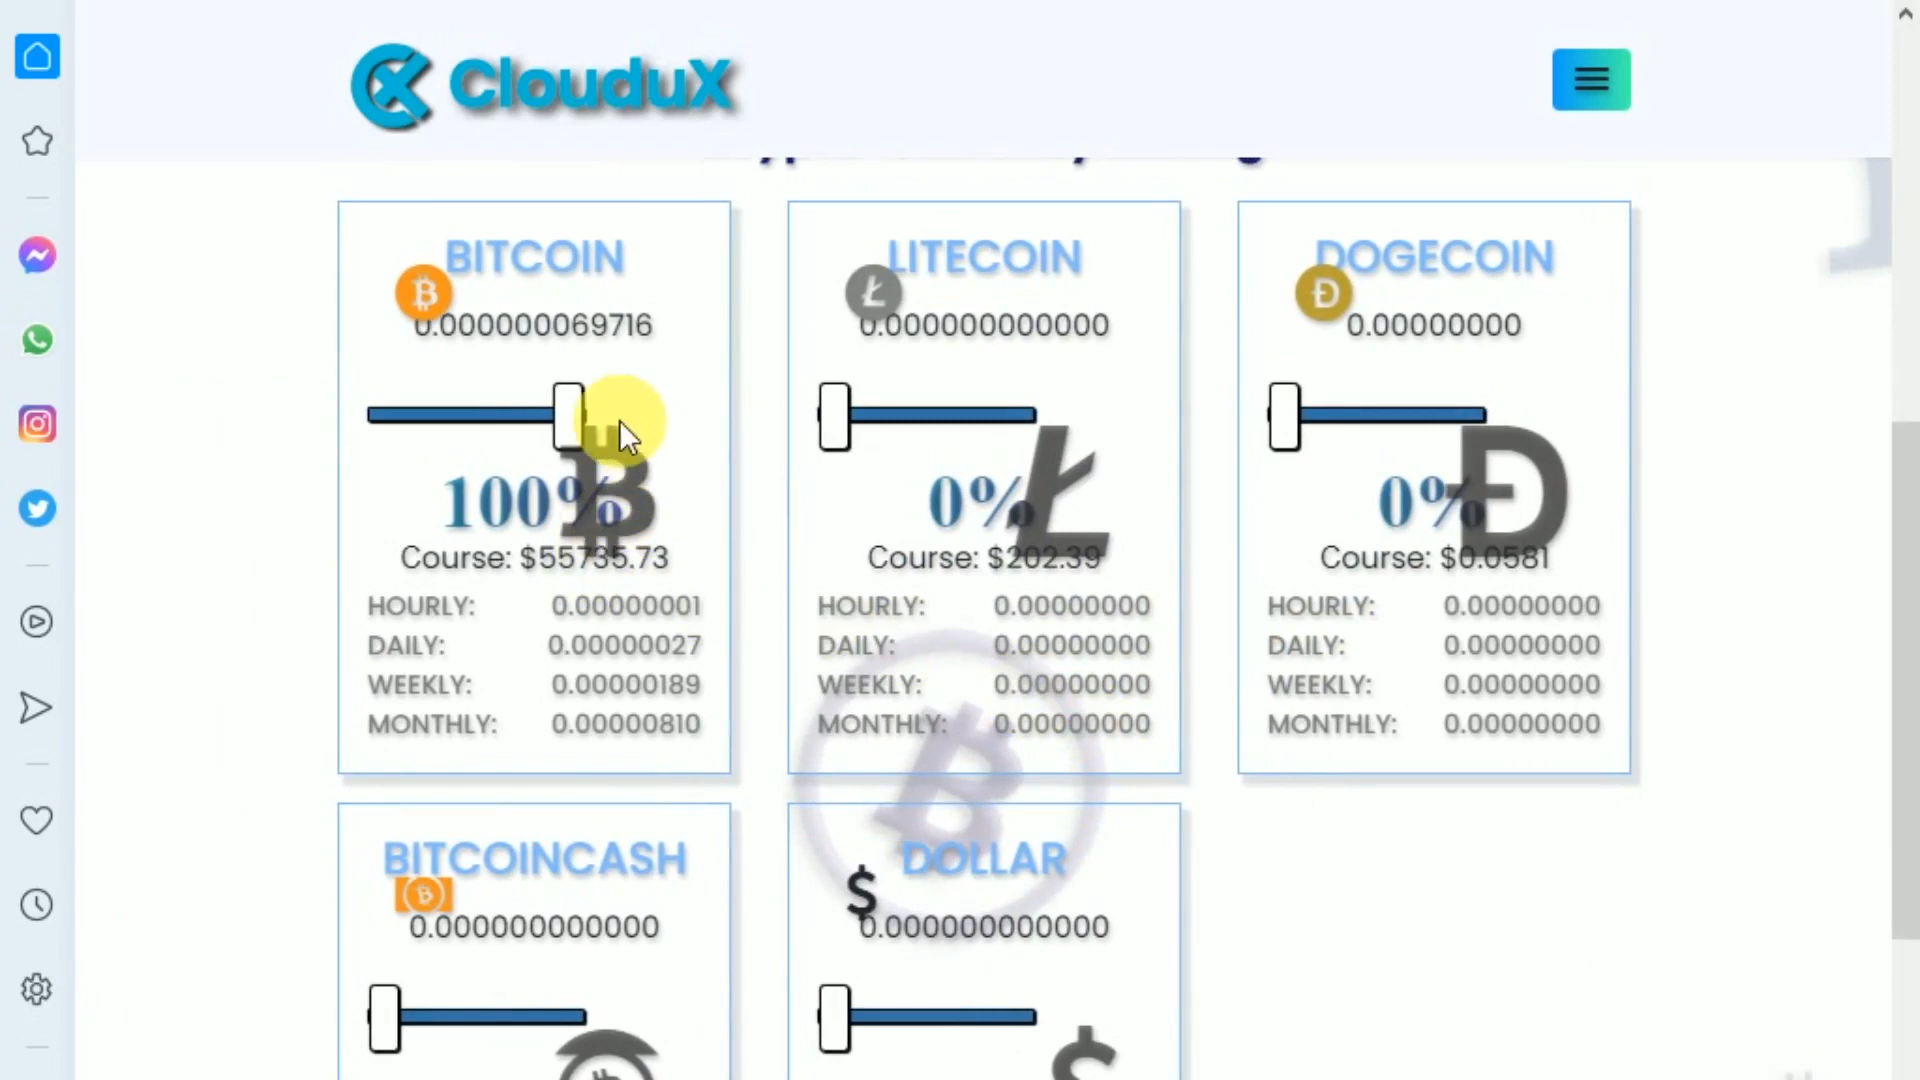 ClouduX
BITCOIN
0.000000069716
100%
Course: $55735.73
HOURLY: 0.00000001
DAILY: 0.00000027
WEEKLY: 0.00000189
MONTHLY: 0.00000810
LITECOIN
0.000000000000
0%
Course: $202.39
HOURLY: 0.00000000
DAILY: 0.00000000
WEEKLY: 0.00000000
MONTHLY: 0.00000000
DOGECOIN
0.00000000
0%
Course: $0.0581
HOURLY: 0.00000000
DAILY: 0.00000000
WEEKLY: 0.00000000
MONTHLY: 0.00000000
BITCOINCASH
0.000000000000
DOLLAR
$
0.000000000000